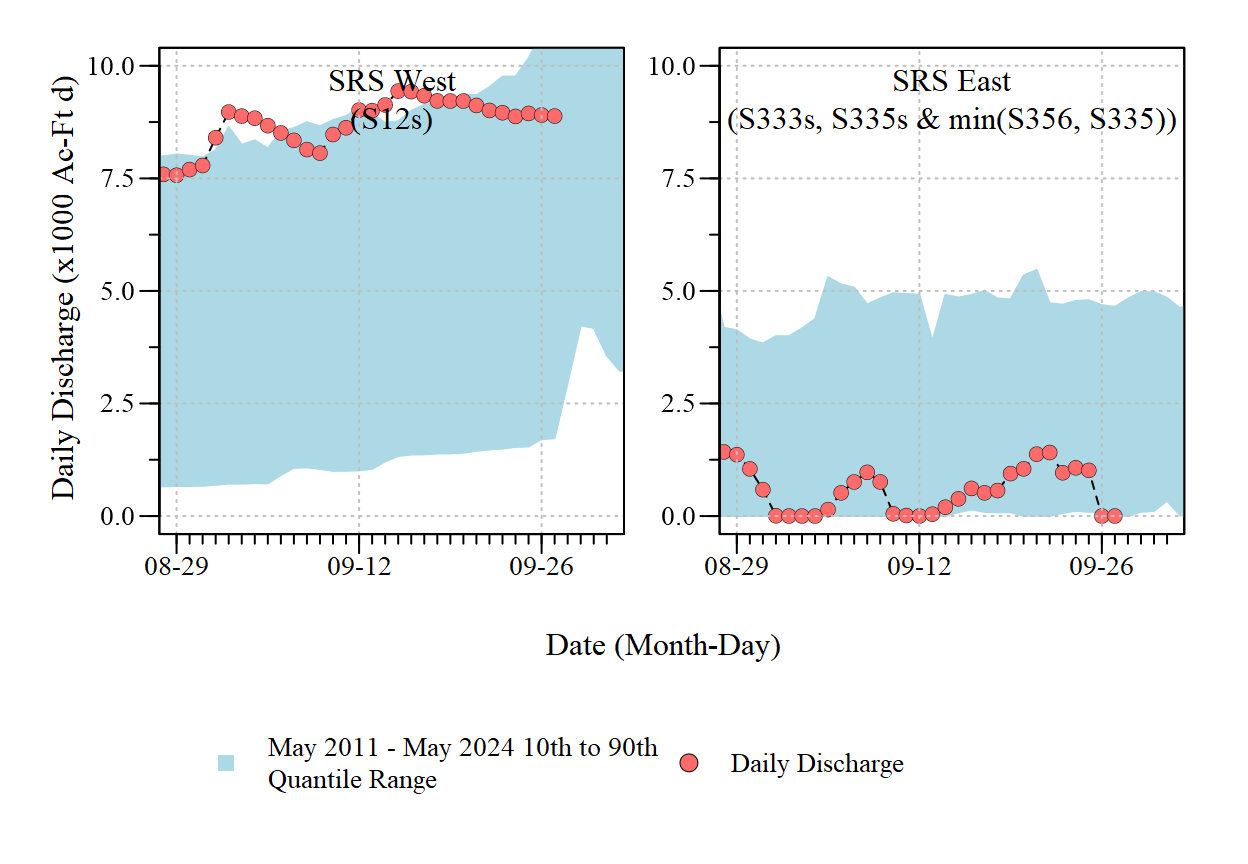 SRS West
(S12s)
SRS East
(S333s, S335s & min(S356, S335))
Daily Discharge (x1000 Ac-Ft d)
10.0
7.5
5.0
2.5
0.0
10.0
7.5
5.0
2.5
0.0
08-29
09-12
09-26
08-29
09-12
09-26
Date (Month-Day)
May 2011 - May 2024 10th to 90th
Quantile Range
Daily Discharge